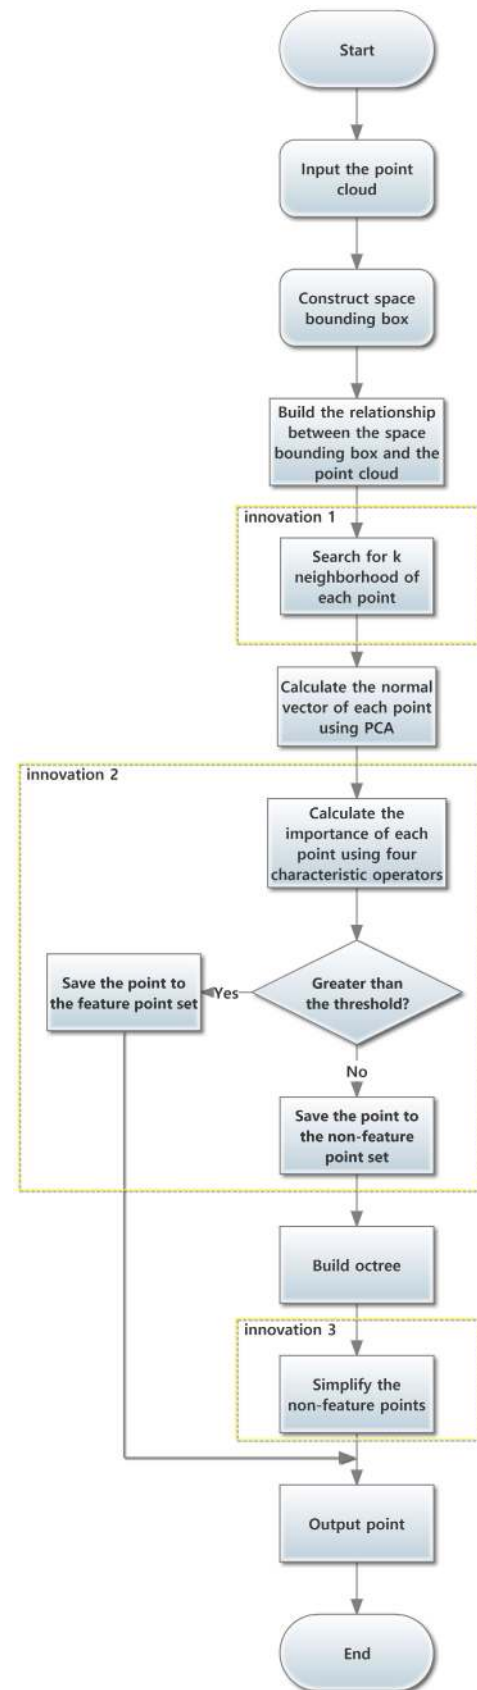 Start
Input the point
cloud
Construct space
bounding box
Build the relationship
between the space
bounding box and the
point cloud
innovation 1
Search for k
neighborhood of
each point
Calculate the normal
vector of each point
using PCA
innovation 2
Calculate the
importance of each
point using four
characteristic operators
Save the point to
the feature point set
Yes
Greater than
the threshold?
No
Save the point to
the non-feature
point set
Build octree
innovation 3
Simplify the
non-feature points
Output point
End